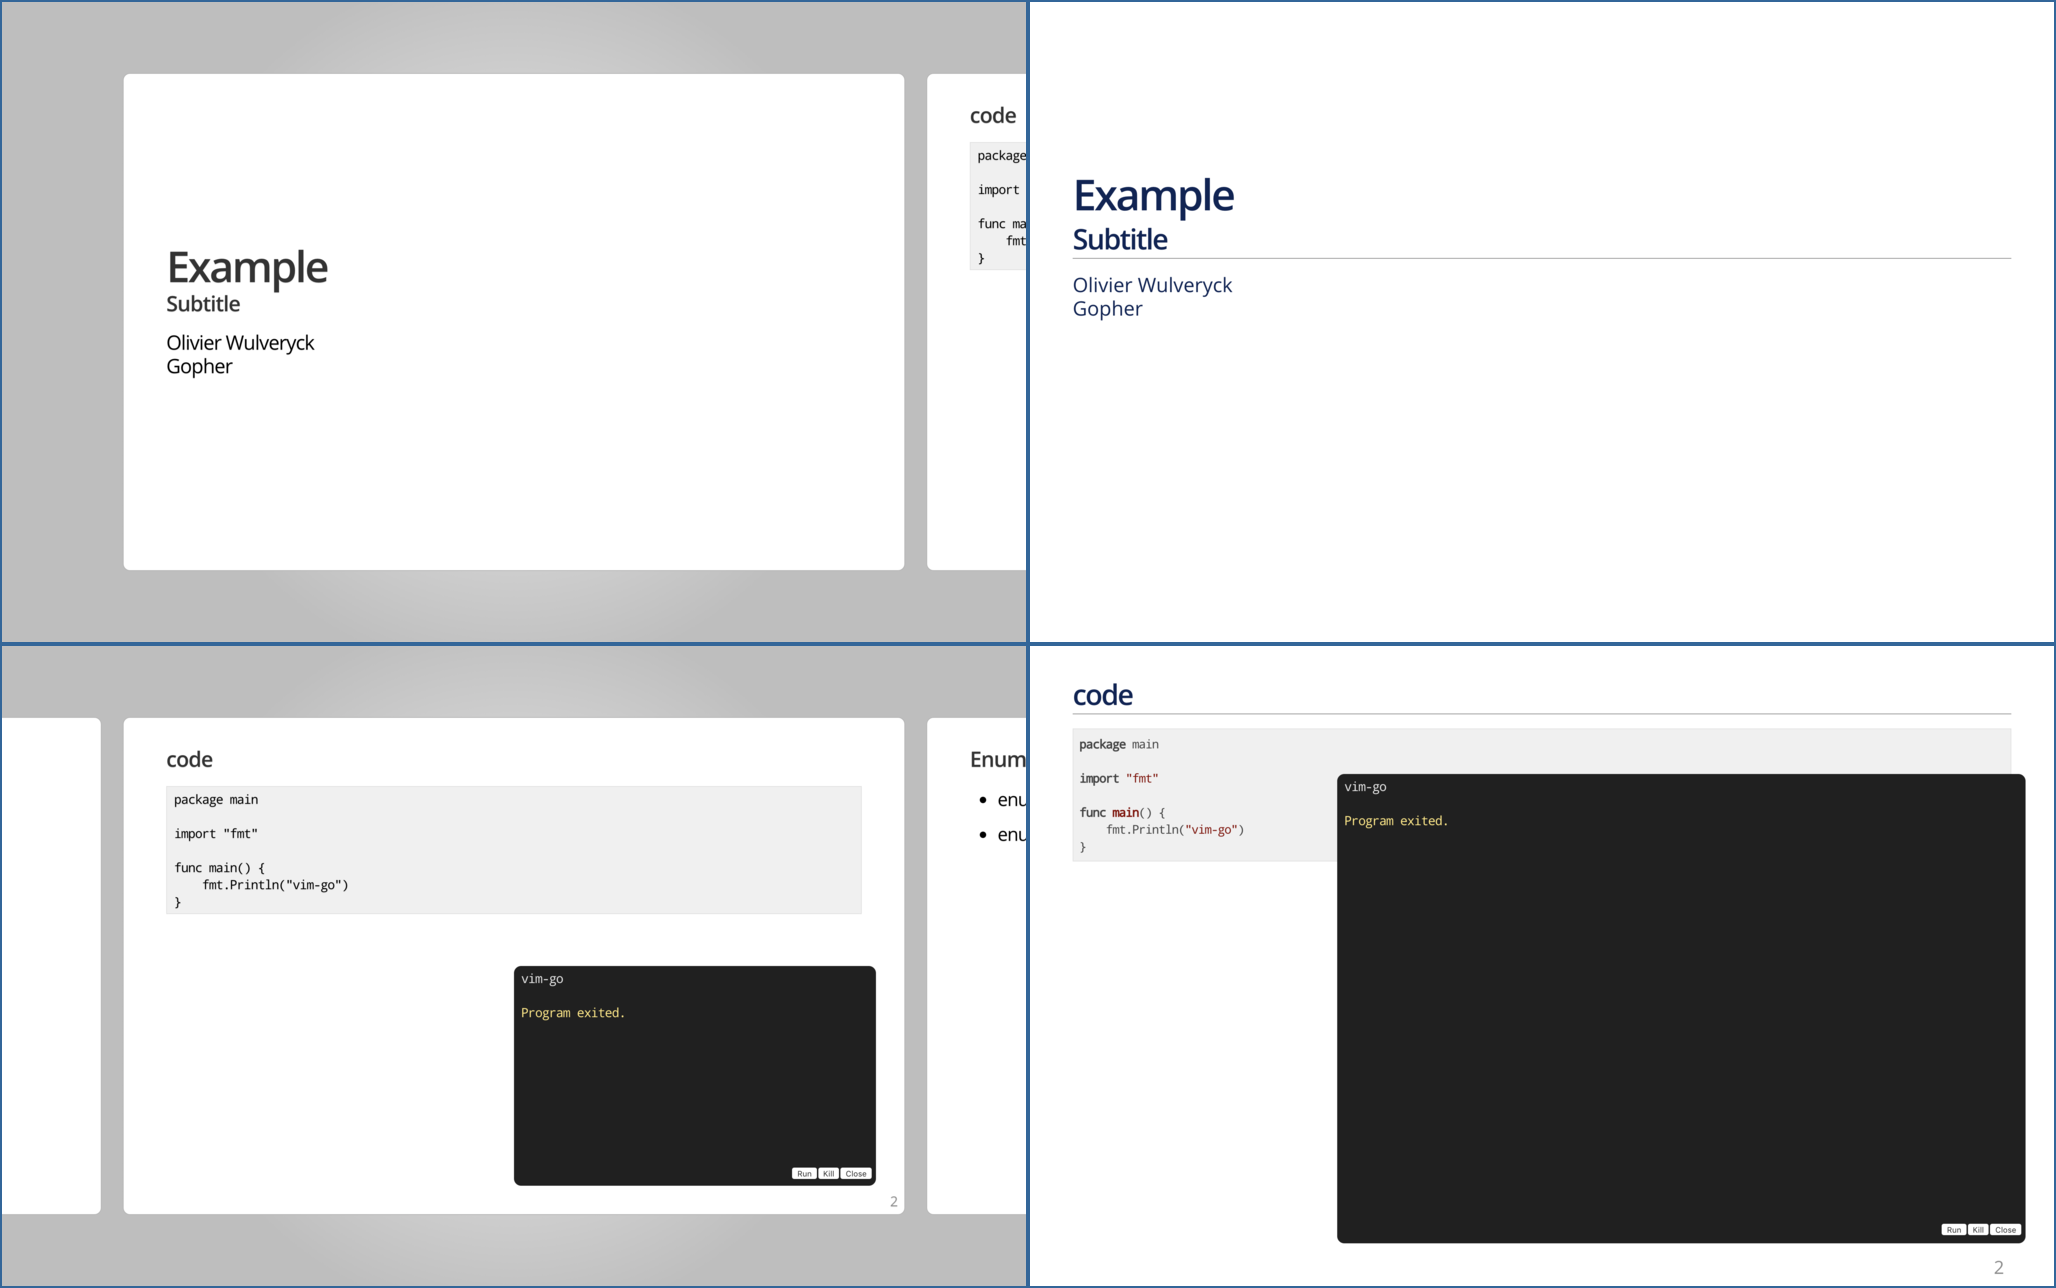 Example
Subtitle
Olivier Wulveryck
Gopher
code
package
import
func ma
fmt
}
Example
Subtitle
Olivier Wulveryck
Gopher
code
package main
import "fmt"
func main() {
fmt.Println("vim-go")
}
vim-go
Program exited.
Run Kill Close
2
Enum
enu
enu
code
package main
import "fmt"
func main() {
fmt.Println("vim-go")
}
vim-go
Program exited.
Run Kill Close
2